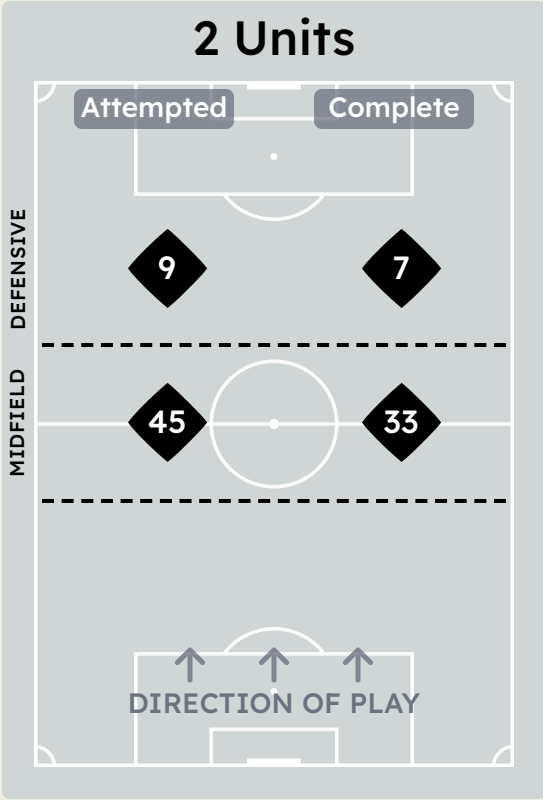 2 Units
Attempted
Complete
DEFENSIVE
9
7
MIDFIELD
45
33
DIRECTION OF PLAY